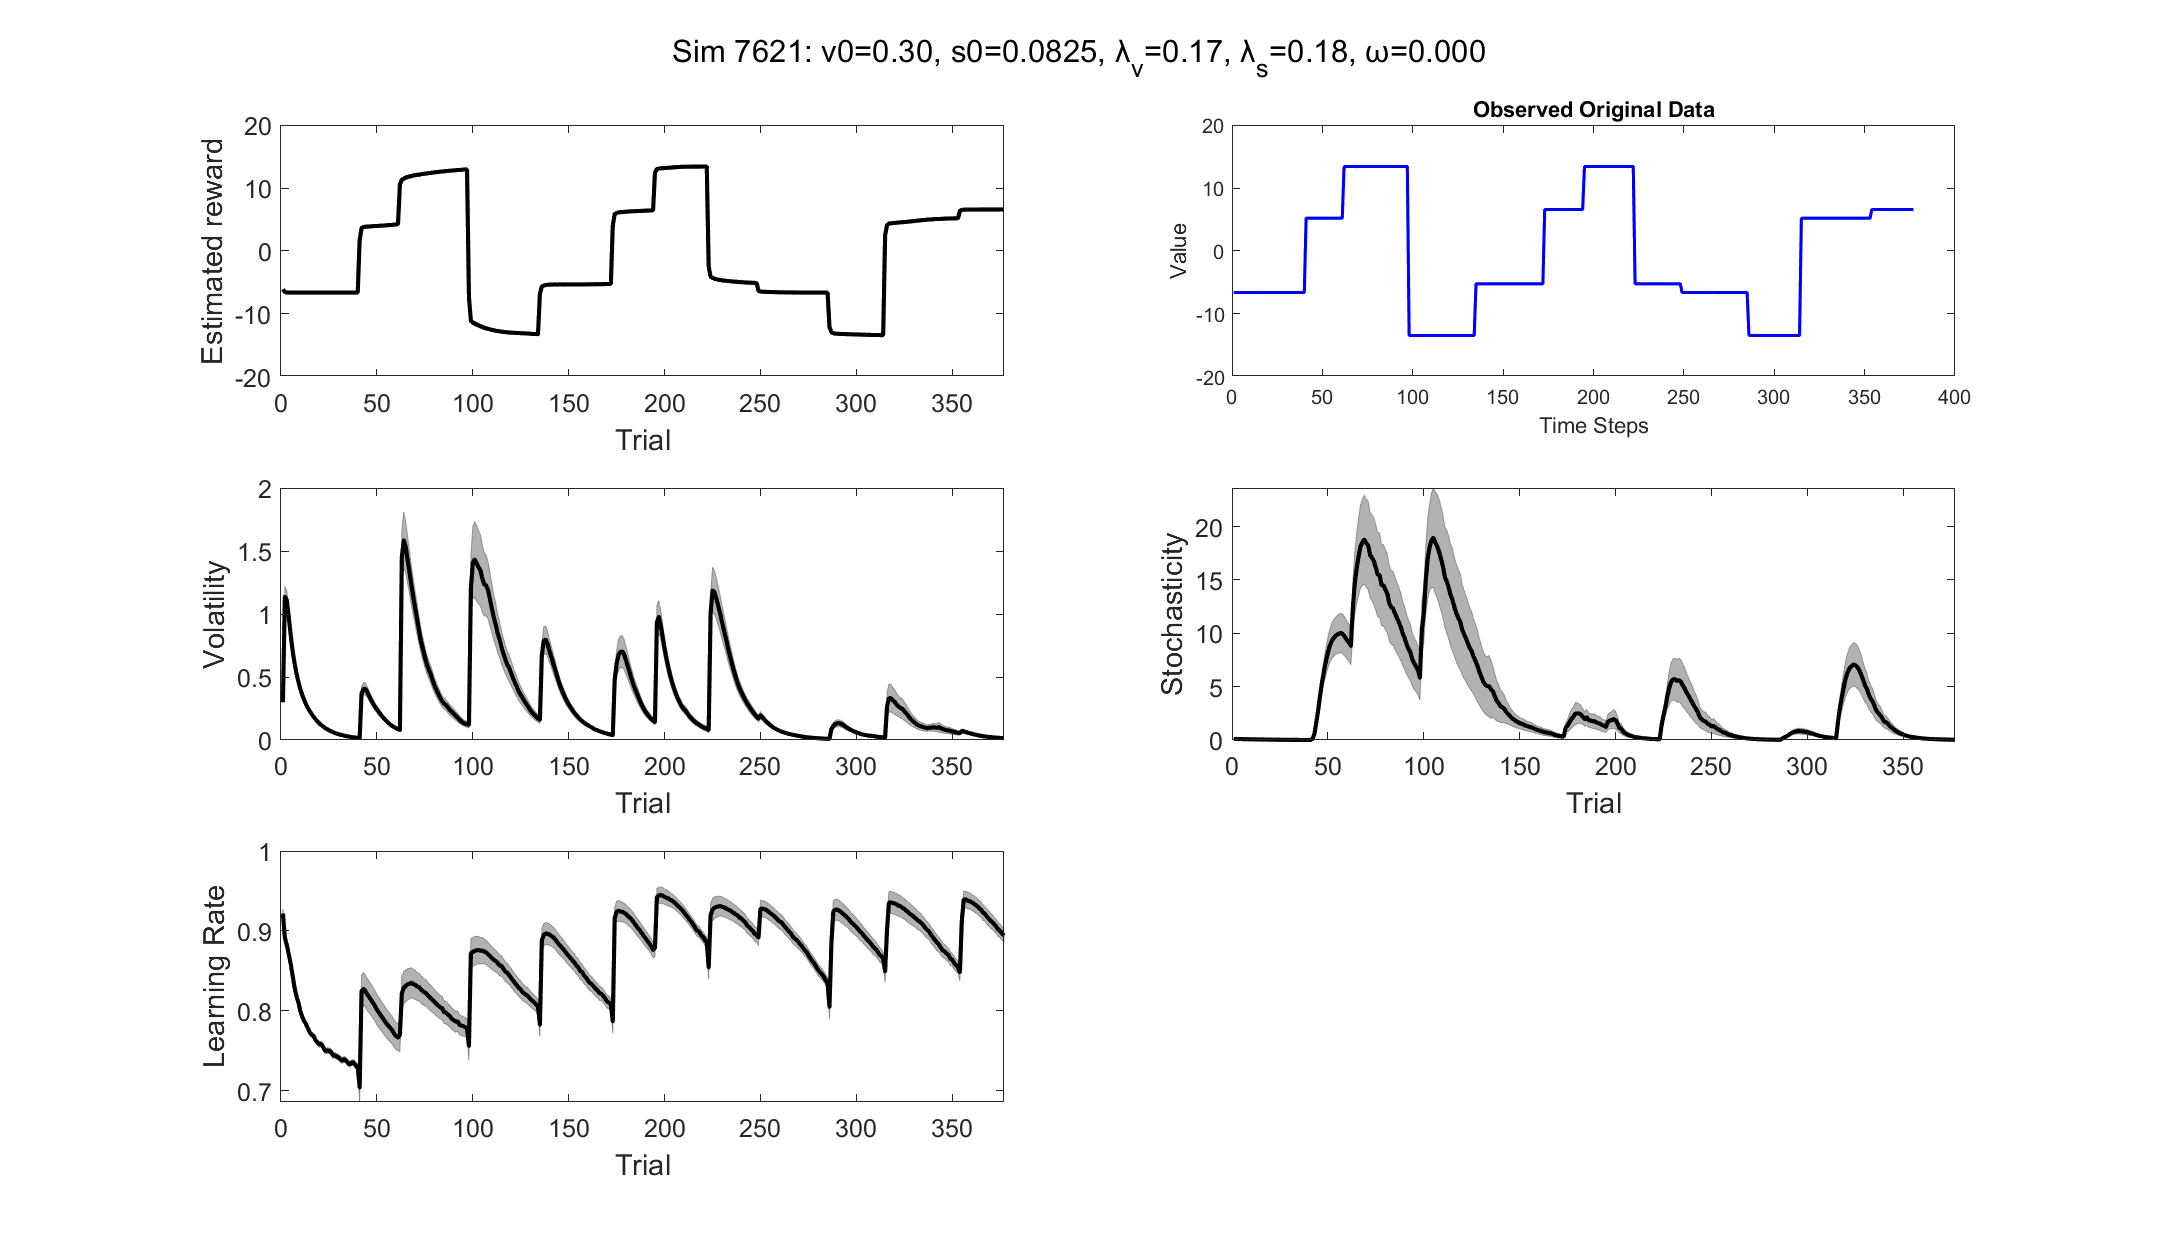 Sim 7621: v0=0.30, s0=0.0825, λv=0.17, λs=0.18, ω=0.000
Estimated reward
20
10
0
-10
-20
0 50 100 150 200 250 300 350
Trial
Observed Original Data
Value
20
10
0
-10
-20
0 50 100 150 200 250 300 350 400
Time Steps
Volatility
2
1.5
1
0.5
0
0 50 100 150 200 250 300 350
Trial
Stochasticity
20
15
10
5
0
0 50 100 150 200 250 300 350
Trial
Learning Rate
1
0.9
0.8
0.7
0 50 100 150 200 250 300 350
Trial